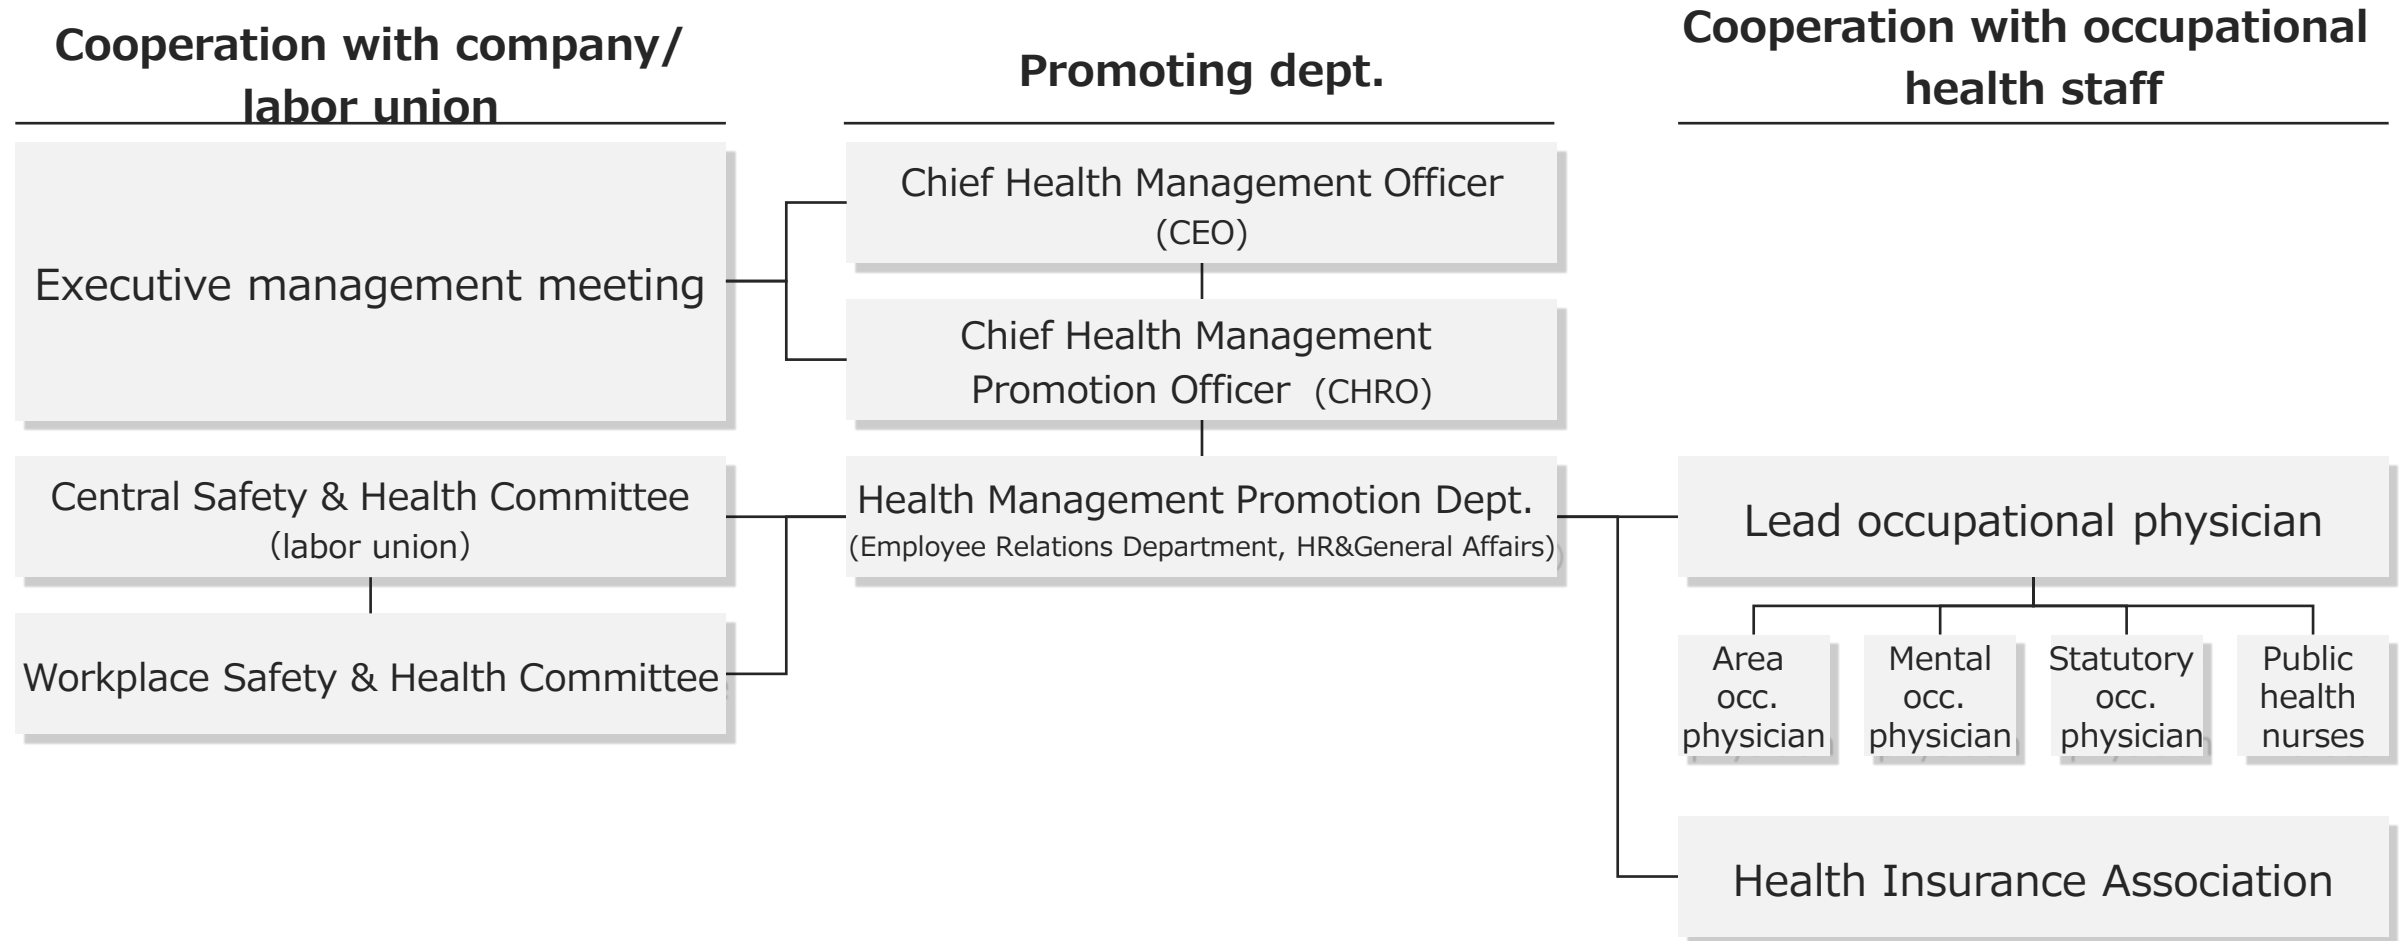 Cooperation with company/
labor union
Promoting dept.
Cooperation with occupational
health staff
Executive management meeting
Chief Health Management Officer
(CEO)
Chief Health Management
Promotion Officer (CHRO)
Central Safety & Health Committee
(labor union)
Health Management Promotion Dept.
(Employee Relations Department, HR&General Affairs)
Lead occupational physician
Workplace Safety & Health Committee
Area
occ.
physician
Mental
occ.
physician
Statutory
occ.
physician
Public
health
nurses
Health Insurance Association